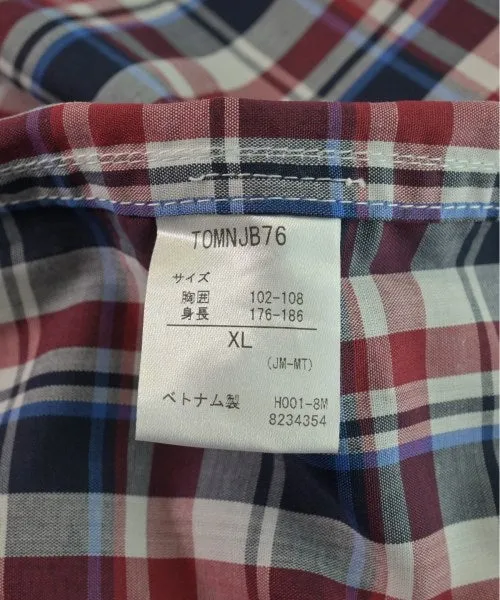 TOMNJB76
サイズ
胸囲 102-108
身長 176-186
XL
(JM-MT)
ベトナム製 H001-8M
8234354